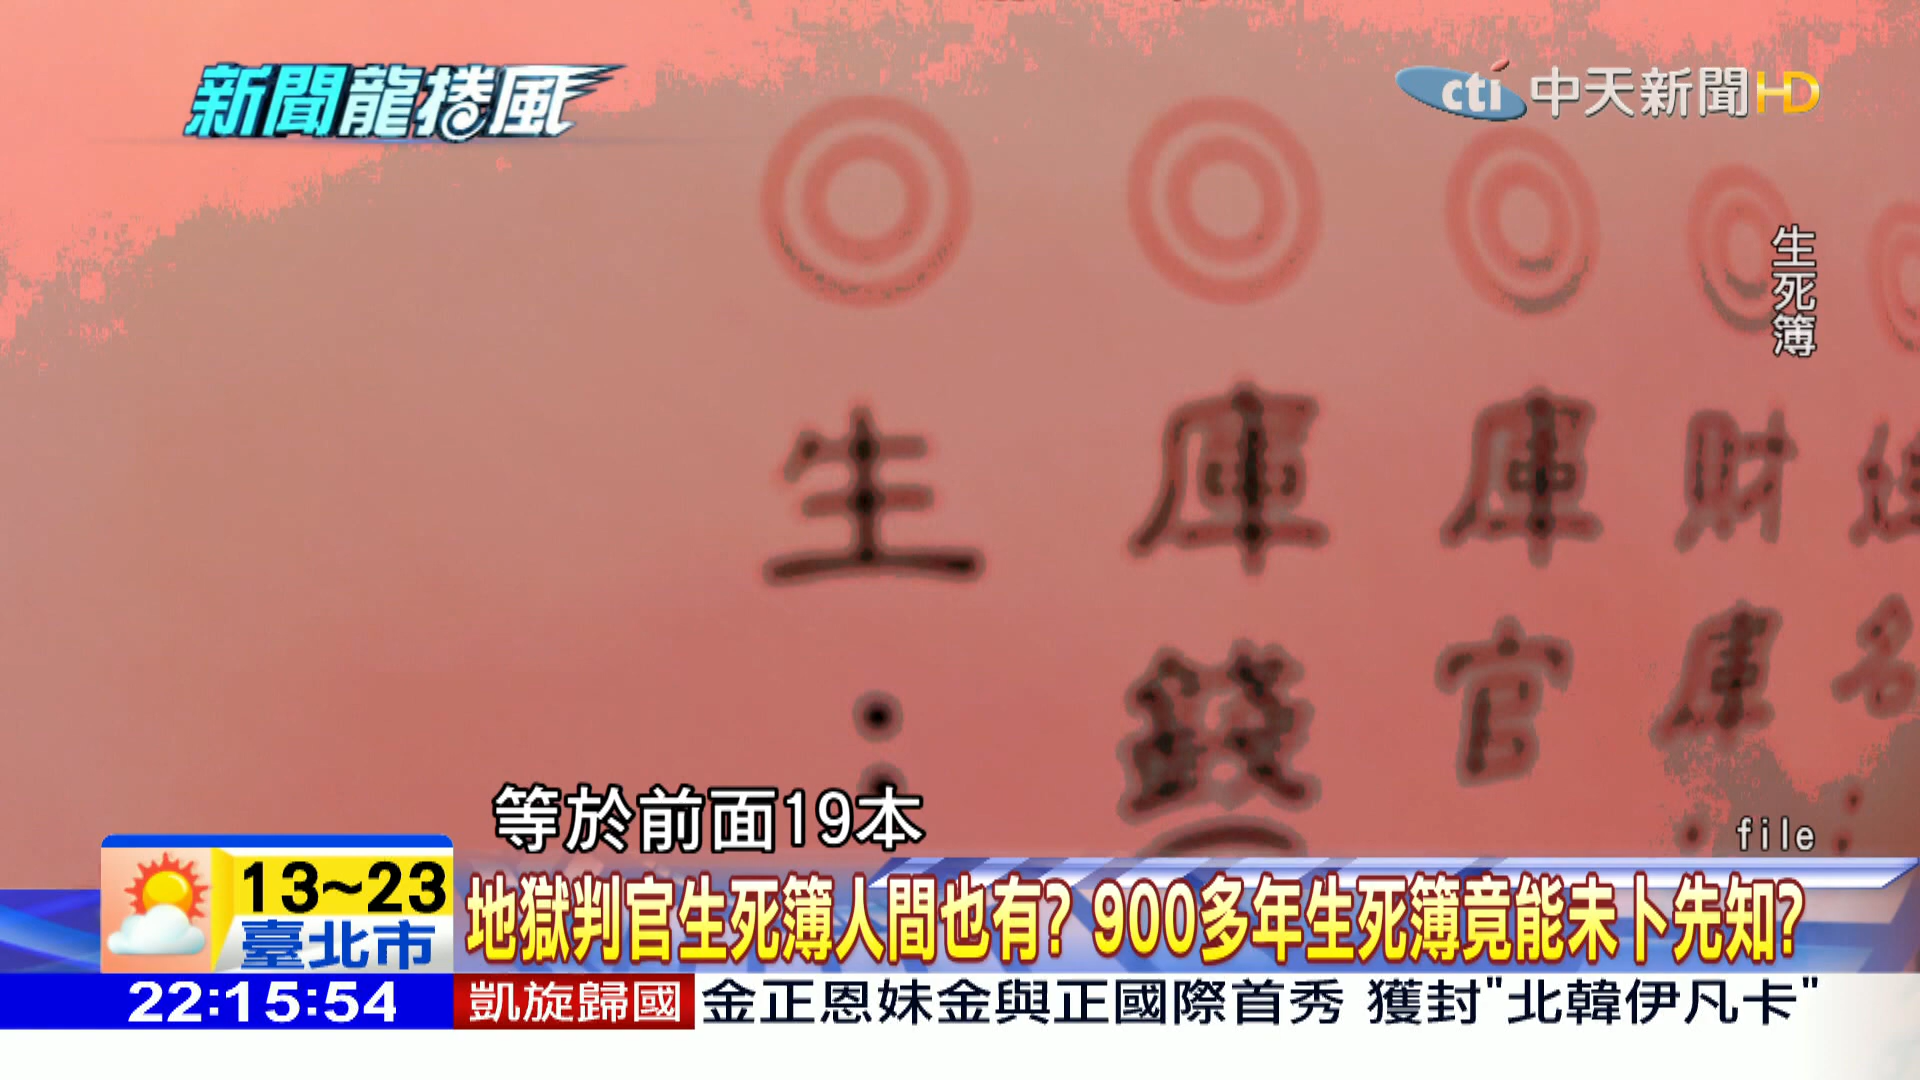 新聞龍捲風
cti 中天新聞HD
生死簿
生:
庫錢
庫官
財庫:
名:
等於前面19本
file
13~23
臺北市
地獄判官生死簿人間也有? 900多年生死簿竟能未卜先知?
22:15:54
凱旋歸國 金正恩妹金與正國際首秀 獲封"北韓伊凡卡"